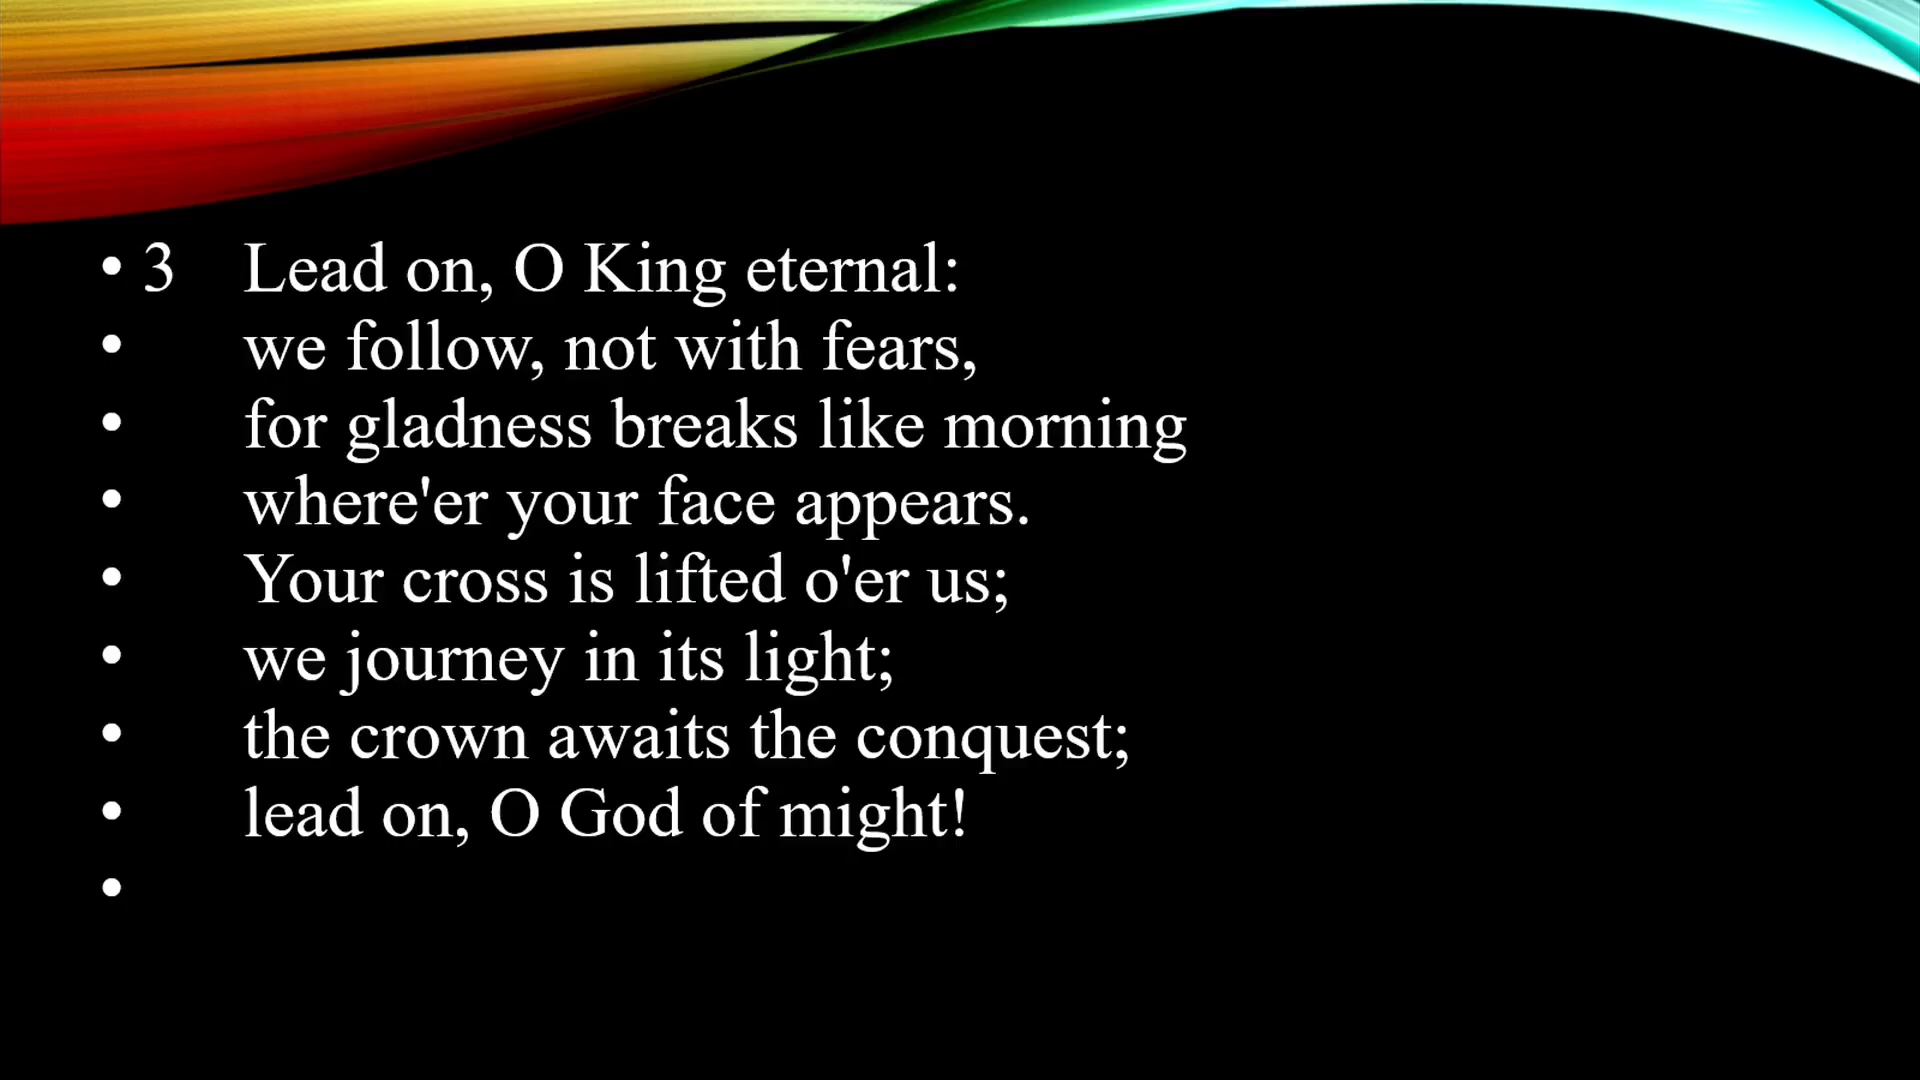 • 3 Lead on, O King eternal:
• we follow, not with fears,
• for gladness breaks like morning
• where'er your face appears.
• Your cross is lifted o'er us;
• we journey in its light;
• the crown awaits the conquest;
• lead on, O God of might!
•